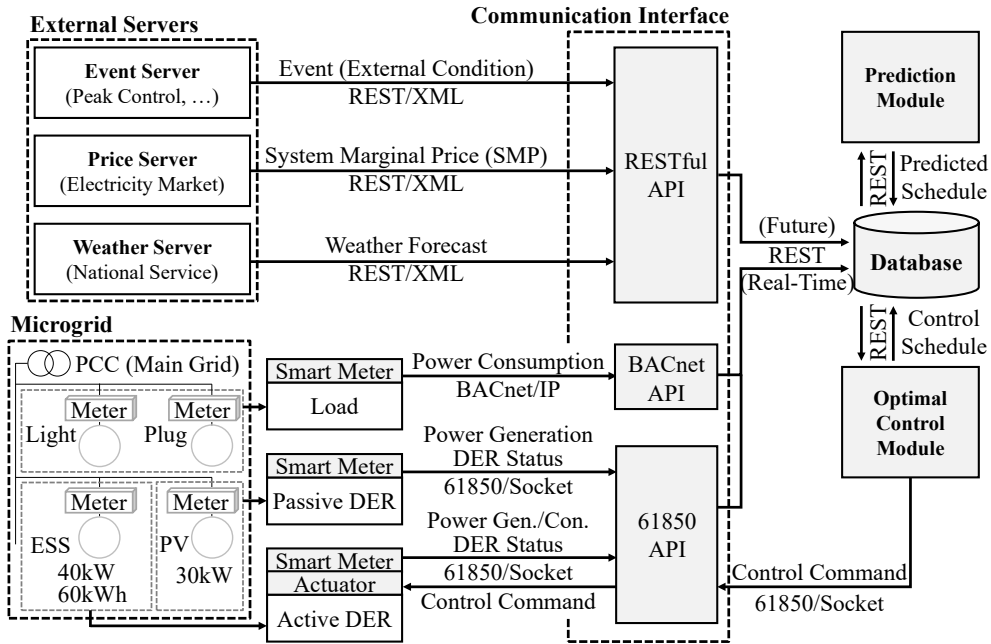 External Servers
Event Server
(Peak Control, …)
Price Server
(Electricity Market)
Weather Server
(National Service)
Event (External Condition)
REST/XML
System Marginal Price (SMP)
REST/XML
Weather Forecast
REST/XML
Communication Interface
RESTful
API
BACnet
API
61850
API
(Future)
REST
(Real-Time)
Prediction
Module
REST
Predicted
Schedule
Database
REST
Control
Schedule
Optimal
Control
Module
Control Command
61850/Socket
Microgrid
PCC (Main Grid)
Meter
Light
Meter
Plug
Meter
ESS
40kW
60kWh
Meter
PV
30kW
Smart Meter
Load
Power Consumption
BACnet/IP
Smart Meter
Passive DER
Power Generation
DER Status
61850/Socket
Smart Meter
Actuator
Active DER
Power Gen./Con.
DER Status
61850/Socket
Control Command